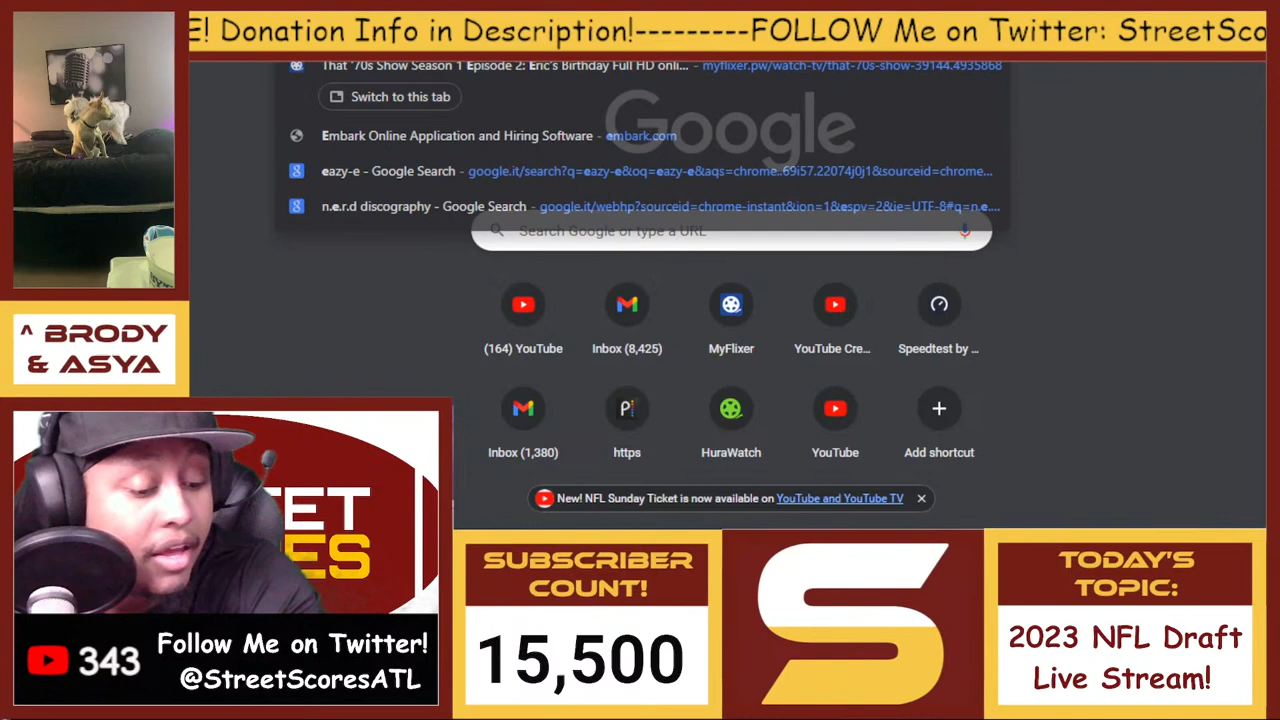 E! Donation Info in Description!---------FOLLOW Me on Twitter: StreetSco
That '70s Show Season 1 Episode 2: Eric's Birthday Full HD onli... - myflixer.pw/watch-tv/that-70s-show-39144.4935868
Switch to this tab
Google
Embark Online Application and Hiring Software - embark.com
eazy-e - Google Search - google.it/search?q=eazy-e&oq=eazy-e&aqs=chrome..69i57.22074j0j1&sourceid=chrome...
n.e.r.d discography - Google Search - google.it/webhp?sourceid=chrome-instant&ion=1&espv=2&ie=UTF-8#q=n.e....
Search Google or type a URL
(164) YouTube
Inbox (8,425)
MyFlixer
YouTube Cre...
Speedtest by ...
Inbox (1,380)
https
HuraWatch
YouTube
Add shortcut
New! NFL Sunday Ticket is now available on YouTube and YouTube TV
^ BRODY
& ASYA
ET
ES
343
Follow Me on Twitter!
@StreetScoresATL
SUBSCRIBER
COUNT!
15,500
S
TODAY'S
TOPIC:
2023 NFL Draft
Live Stream!